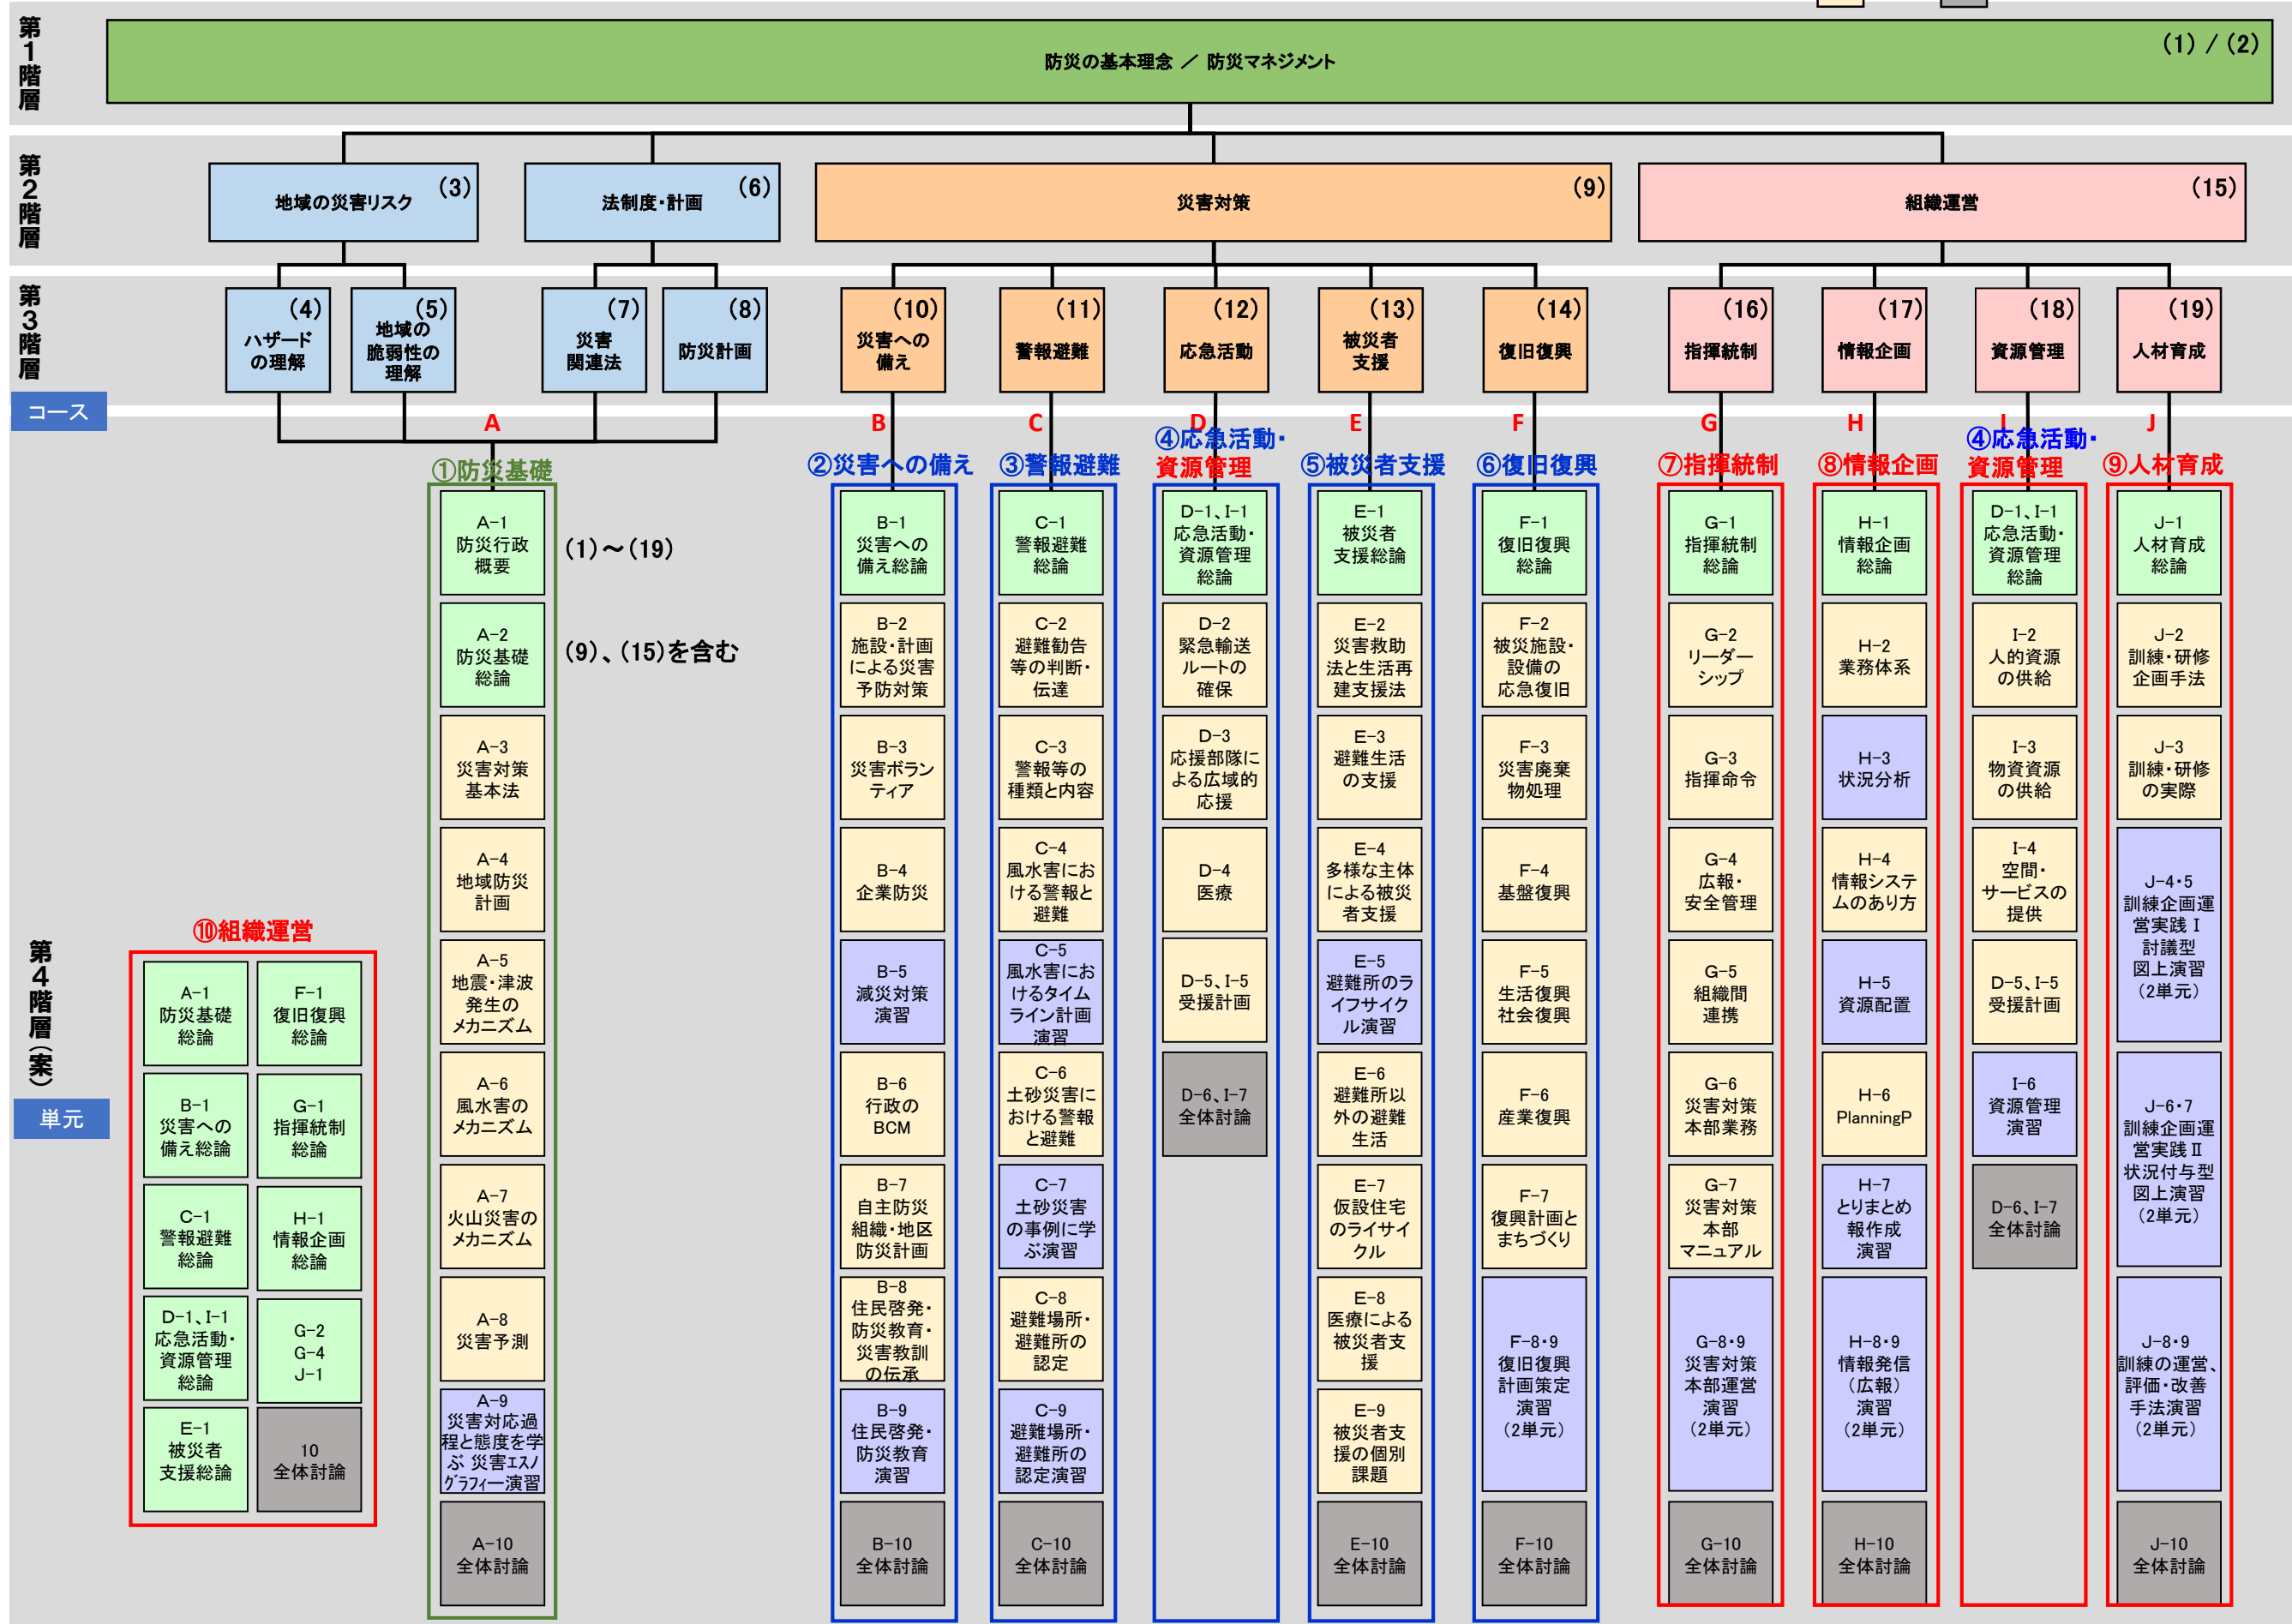 第1階層
防災の基本理念 ／ 防災マネジメント
(1) / (2)
第2階層
地域の災害リスク
(3)
法制度・計画
(6)
災害対策
(9)
組織運営
(15)
第3階層
(4)
ハザード
の理解
(5)
地域の
脆弱性の
理解
(7)
災害
関連法
(8)
防災計画
(10)
災害への
備え
(11)
警報避難
(12)
応急活動
(13)
被災者
支援
(14)
復旧復興
(16)
指揮統制
(17)
情報企画
(18)
資源管理
(19)
人材育成
コース
A
B
C
D
E
F
G
H
I
J
①防災基礎
②災害への備え
③警報避難
④応急活動・
資源管理
⑤被災者支援
⑥復旧復興
⑦指揮統制
⑧情報企画
④応急活動・
資源管理
⑨人材育成
第4階層（案）
単元
⑩組織運営
A-1
防災基礎
総論
F-1
復旧復興
総論
B-1
災害への
備え総論
G-1
指揮統制
総論
C-1
警報避難
総論
H-1
情報企画
総論
D-1、I-1
応急活動・
資源管理
総論
G-2
G-4
J-1
E-1
被災者
支援総論
10
全体討論
A-1
防災行政
概要
(1)～(19)
A-2
防災基礎
総論
(9)、(15)を含む
A-3
災害対策
基本法
A-4
地域防災
計画
A-5
地震・津波
発生の
メカニズム
A-6
風水害の
メカニズム
A-7
火山災害の
メカニズム
A-8
災害予測
A-9
災害対応過
程と態度を学
ぶ 災害エスノ
グラフィー演習
A-10
全体討論
B-1
災害への
備え総論
B-2
施設・計画
による災害
予防対策
B-3
災害ボラン
ティア
B-4
企業防災
B-5
減災対策
演習
B-6
行政の
BCM
B-7
自主防災
組織・地区
防災計画
B-8
住民啓発・
防災教育・
災害教訓
の伝承
B-9
住民啓発・
防災教育
演習
B-10
全体討論
C-1
警報避難
総論
C-2
避難勧告
等の判断・
伝達
C-3
警報等の
種類と内容
C-4
風水害にお
ける警報と
避難
C-5
風水害にお
けるタイム
ライン計画
演習
C-6
土砂災害に
おける警報
と避難
C-7
土砂災害
の事例に学
ぶ演習
C-8
避難場所・
避難所の
認定
C-9
避難場所・
避難所の
認定演習
C-10
全体討論
D-1、I-1
応急活動・
資源管理
総論
D-2
緊急輸送
ルートの
確保
D-3
応援部隊に
よる広域的
応援
D-4
医療
D-5、I-5
受援計画
D-6、I-7
全体討論
E-1
被災者
支援総論
E-2
災害救助
法と生活再
建支援法
E-3
避難生活
の支援
E-4
多様な主体
による被災
者支援
E-5
避難所のラ
イフサイク
ル演習
E-6
避難所以
外の避難
生活
E-7
仮設住宅
のライサイ
クル
E-8
医療による
被災者支
援
E-9
被災者支
援の個別
課題
E-10
全体討論
F-1
復旧復興
総論
F-2
被災施設・
設備の
応急復旧
F-3
災害廃棄
物処理
F-4
基盤復興
F-5
生活復興
社会復興
F-6
産業復興
F-7
復興計画と
まちづくり
F-8・9
復旧復興
計画策定
演習
（2単元）
F-10
全体討論
G-1
指揮統制
総論
G-2
リーダー
シップ
G-3
指揮命令
G-4
広報・
安全管理
G-5
組織間
連携
G-6
災害対策
本部業務
G-7
災害対策
本部
マニュアル
G-8・9
災害対策
本部運営
演習
（2単元）
G-10
全体討論
H-1
情報企画
総論
H-2
業務体系
H-3
状況分析
H-4
情報システ
ムのあり方
H-5
資源配置
H-6
PlanningP
H-7
とりまとめ
報作成
演習
H-8・9
情報発信
（広報）
演習
（2単元）
H-10
全体討論
D-1、I-1
応急活動・
資源管理
総論
I-2
人的資源
の供給
I-3
物資資源
の供給
I-4
空間・
サービスの
提供
D-5、I-5
受援計画
I-6
資源管理
演習
D-6、I-7
全体討論
J-1
人材育成
総論
J-2
訓練・研修
企画手法
J-3
訓練・研修
の実際
J-4・5
訓練企画運
営実践Ⅰ
討議型
図上演習
（2単元）
J-6・7
訓練企画運
営実践Ⅱ
状況付与型
図上演習
（2単元）
J-8・9
訓練の運営、
評価・改善
手法演習
（2単元）
J-10
全体討論